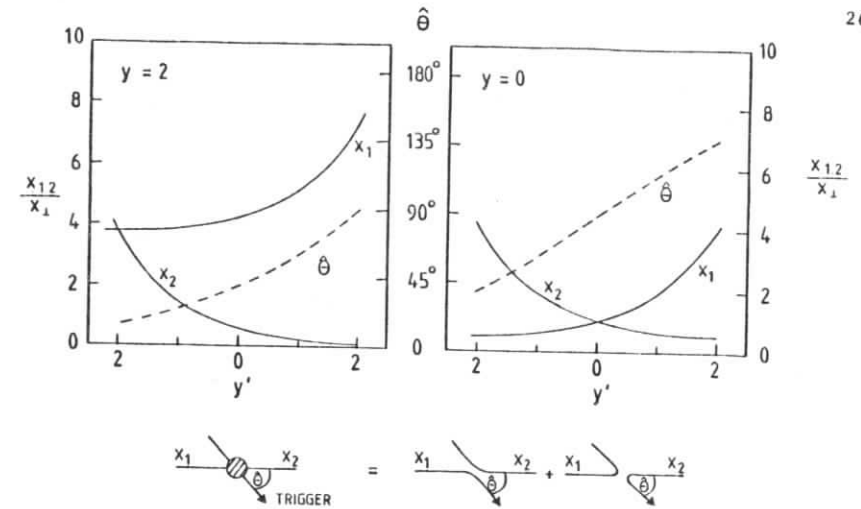 26
10
θ̂
10
y = 2
180°
y = 0
8
8
135°
x₁
6
6
x₁₂
x⊥
θ̂
x₁₂
x⊥
4
90°
4
x₂
θ̂
x₂
x₁
2
45°
2
0
0
0
2
0
2
2
0
2
y'
y'
x₁
x₂
=
x₁
x₂
+
x₁
x₂
θ̂
θ̂
θ̂
TRIGGER